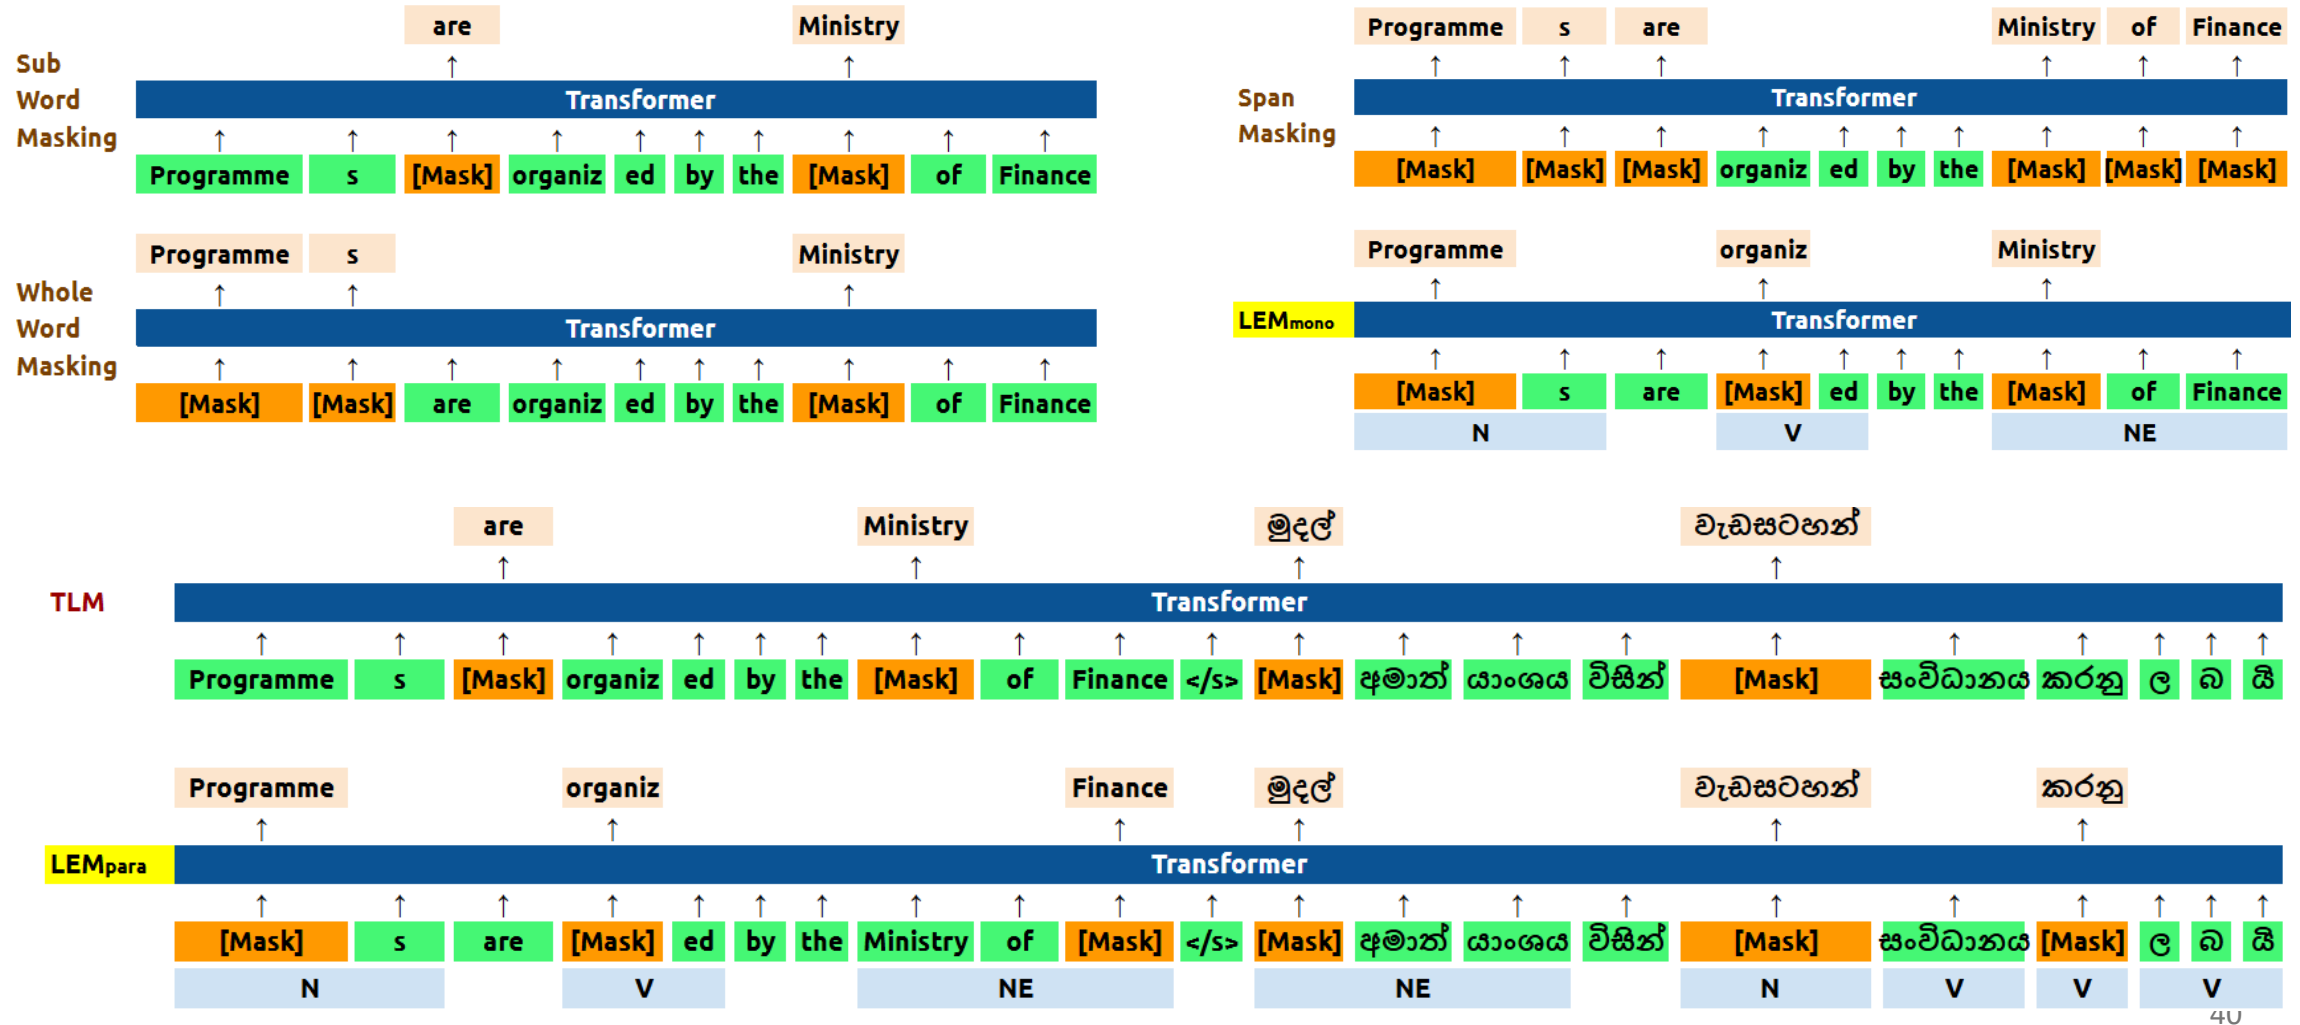 are Ministry
Sub
Word
Masking
Transformer
Programme s [Mask] organiz ed by the [Mask] of Finance
Programme s are Ministry of Finance
Span
Masking
Transformer
[Mask] [Mask] [Mask] organiz ed by the [Mask] [Mask] [Mask]
Programme s Ministry
Whole
Word
Masking
Transformer
[Mask] [Mask] are organiz ed by the [Mask] of Finance
Programme organiz Ministry
LEMmono
Transformer
[Mask] s are [Mask] ed by the [Mask] of Finance
N V NE
are Ministry මුදල් වැඩසටහන්
TLM
Transformer
Programme s [Mask] organiz ed by the [Mask] of Finance </s> [Mask] අමාත් යාංශය විසින් [Mask] සංවිධානය කරනු ල බ යි
Programme organiz Finance මුදල් වැඩසටහන් කරනු
LEMpara
Transformer
[Mask] s are [Mask] ed by the Ministry of [Mask] </s> [Mask] අමාත් යාංශය විසින් [Mask] සංවිධානය [Mask] ල බ යි
N V NE NE N V V V
40